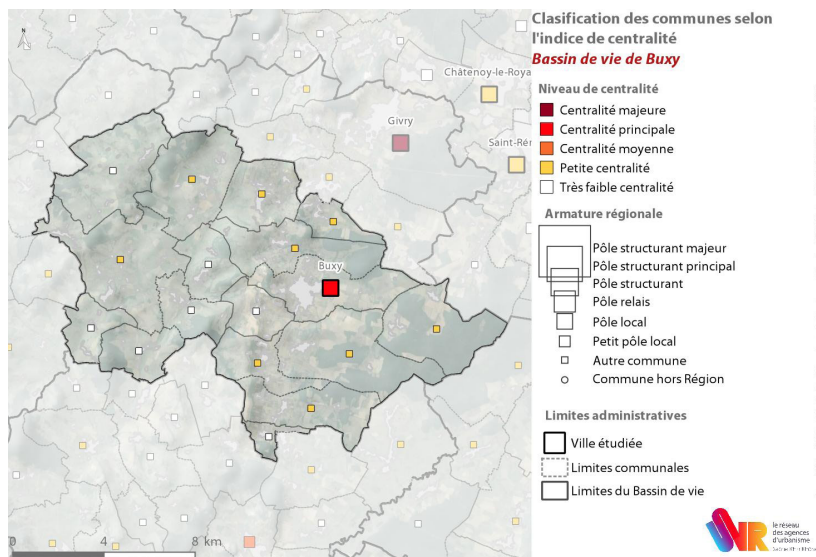 Clasification des communes selon
l'indice de centralité
Bassin de vie de Buxy
N
Châtenoy-le-Roya
Givry
Saint-Ré
Buxy
0 4 8 km
Niveau de centralité
Centralité majeure
Centralité principale
Centralité moyenne
Petite centralité
Très faible centralité
Armature régionale
Pôle structurant majeur
Pôle structurant principal
Pôle structurant
Pôle relais
Pôle local
Petit pôle local
Autre commune
Commune hors Région
Limites administratives
Ville étudiée
Limites communales
Limites du Bassin de vie
le réseau
des agences
d'urbanisme